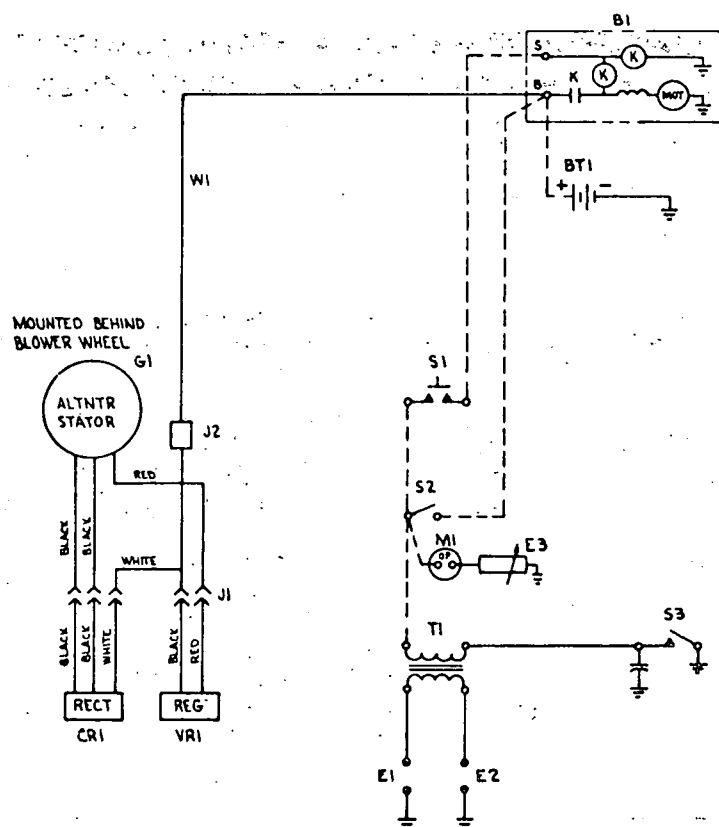 B1
S
K
K
B
K
MOT
BT1
+
-
W1
MOUNTED BEHIND
BLOWER WHEEL
G1
ALTNTR
STATOR
S1
J2
RED
S2
BLACK
BLACK
WHITE
M1
OP
E3
J1
BLACK
BLACK
WHITE
BLACK
RED
T1
S3
RECT
REG
CR1
VR1
E1
E2